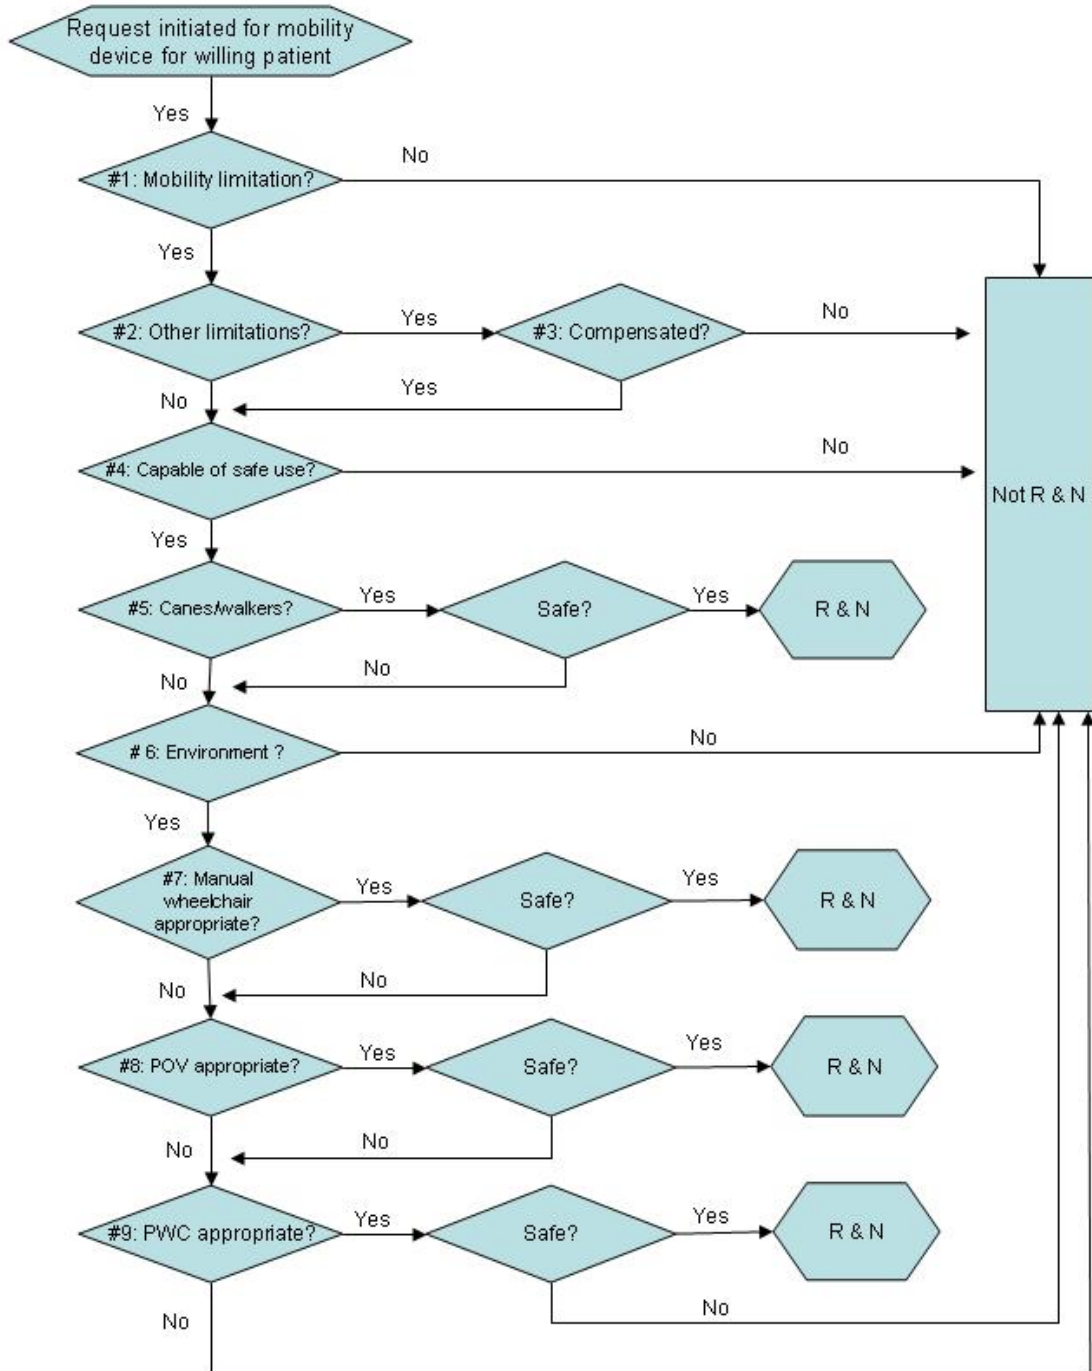 Request initiated for mobility
device for willing patient
Yes
No
#1: Mobility limitation?
Yes
#2: Other limitations?
Yes
#3: Compensated?
No
No
Yes
#4: Capable of safe use?
No
Not R & N
Yes
#5: Canes/walkers?
Yes
Safe?
Yes
R & N
No
No
# 6: Environment ?
No
Yes
#7: Manual
wheelchair
appropriate?
Yes
Safe?
Yes
R & N
No
No
#8: POV appropriate?
Yes
Safe?
Yes
R & N
No
No
#9: PWC appropriate?
Yes
Safe?
Yes
R & N
No
No